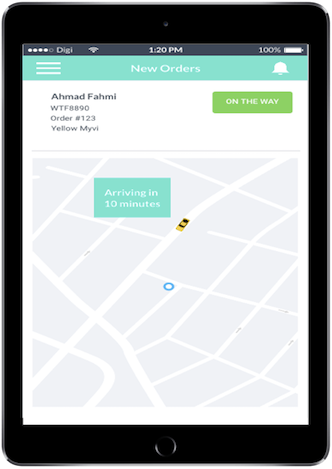 Digi 1:20 PM 100%
New Orders
Ahmad Fahmi
ON THE WAY
WTF8890
Order #123
Yellow Myvi
Arriving in
10 minutes